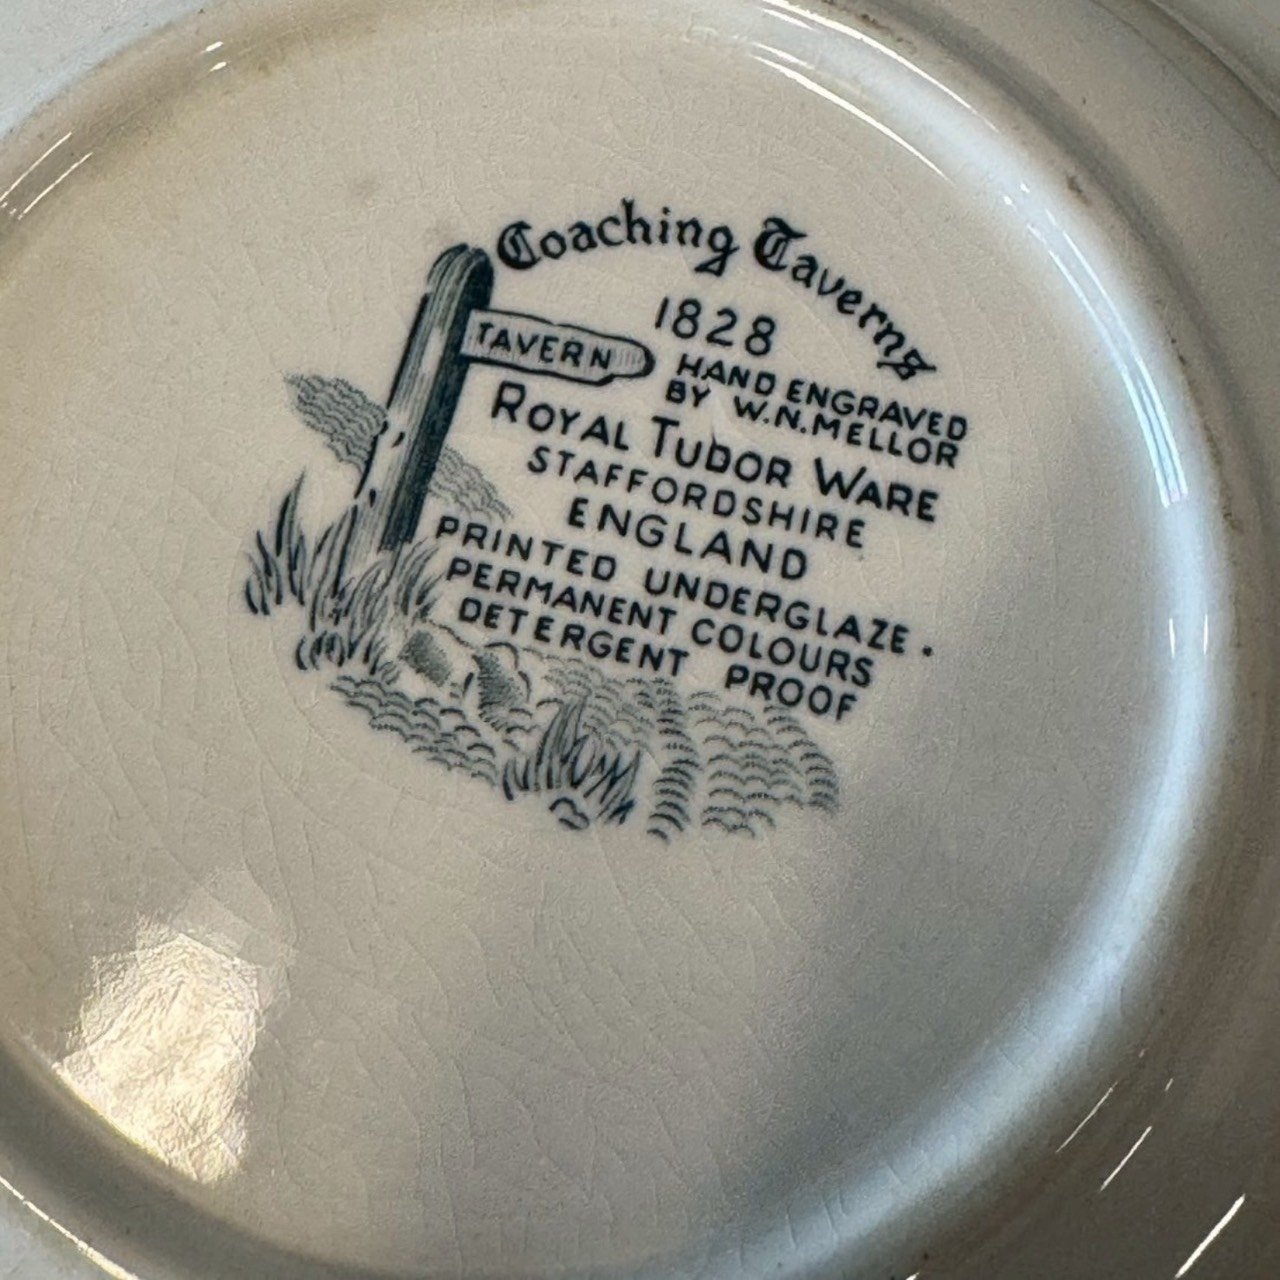 Coaching Taverns
1828
TAVERN
HAND ENGRAVED
BY W.N.MELLOR
ROYAL TUDOR WARE
STAFFORDSHIRE
ENGLAND
PRINTED UNDERGLAZE.
PERMANENT COLOURS
DETERGENT PROOF